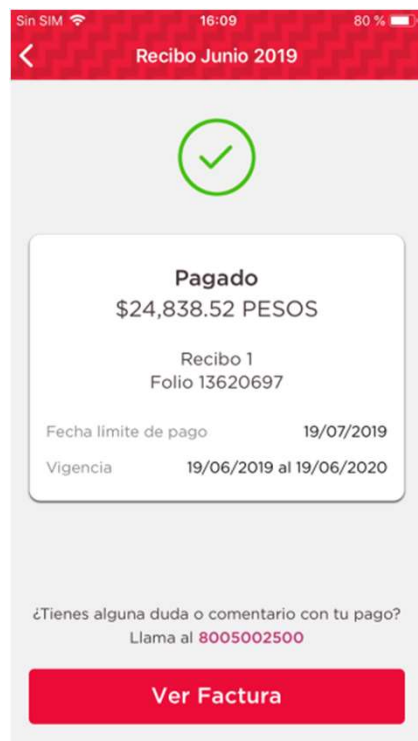 Sin SIM 16:09 80 %
Recibo Junio 2019
Pagado
$24,838.52 PESOS
Recibo 1
Folio 13620697
Fecha límite de pago 19/07/2019
Vigencia 19/06/2019 al 19/06/2020
¿Tienes alguna duda o comentario con tu pago?
Llama al 8005002500
Ver Factura